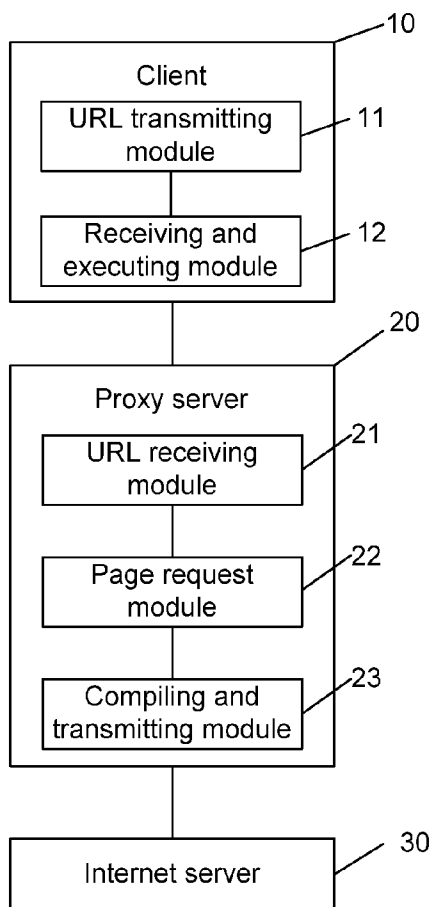 10
Client
URL transmitting
module
11
Receiving and
executing module
12
20
Proxy server
URL receiving
module
21
Page request
module
22
Compiling and
transmitting module
23
Internet server
30